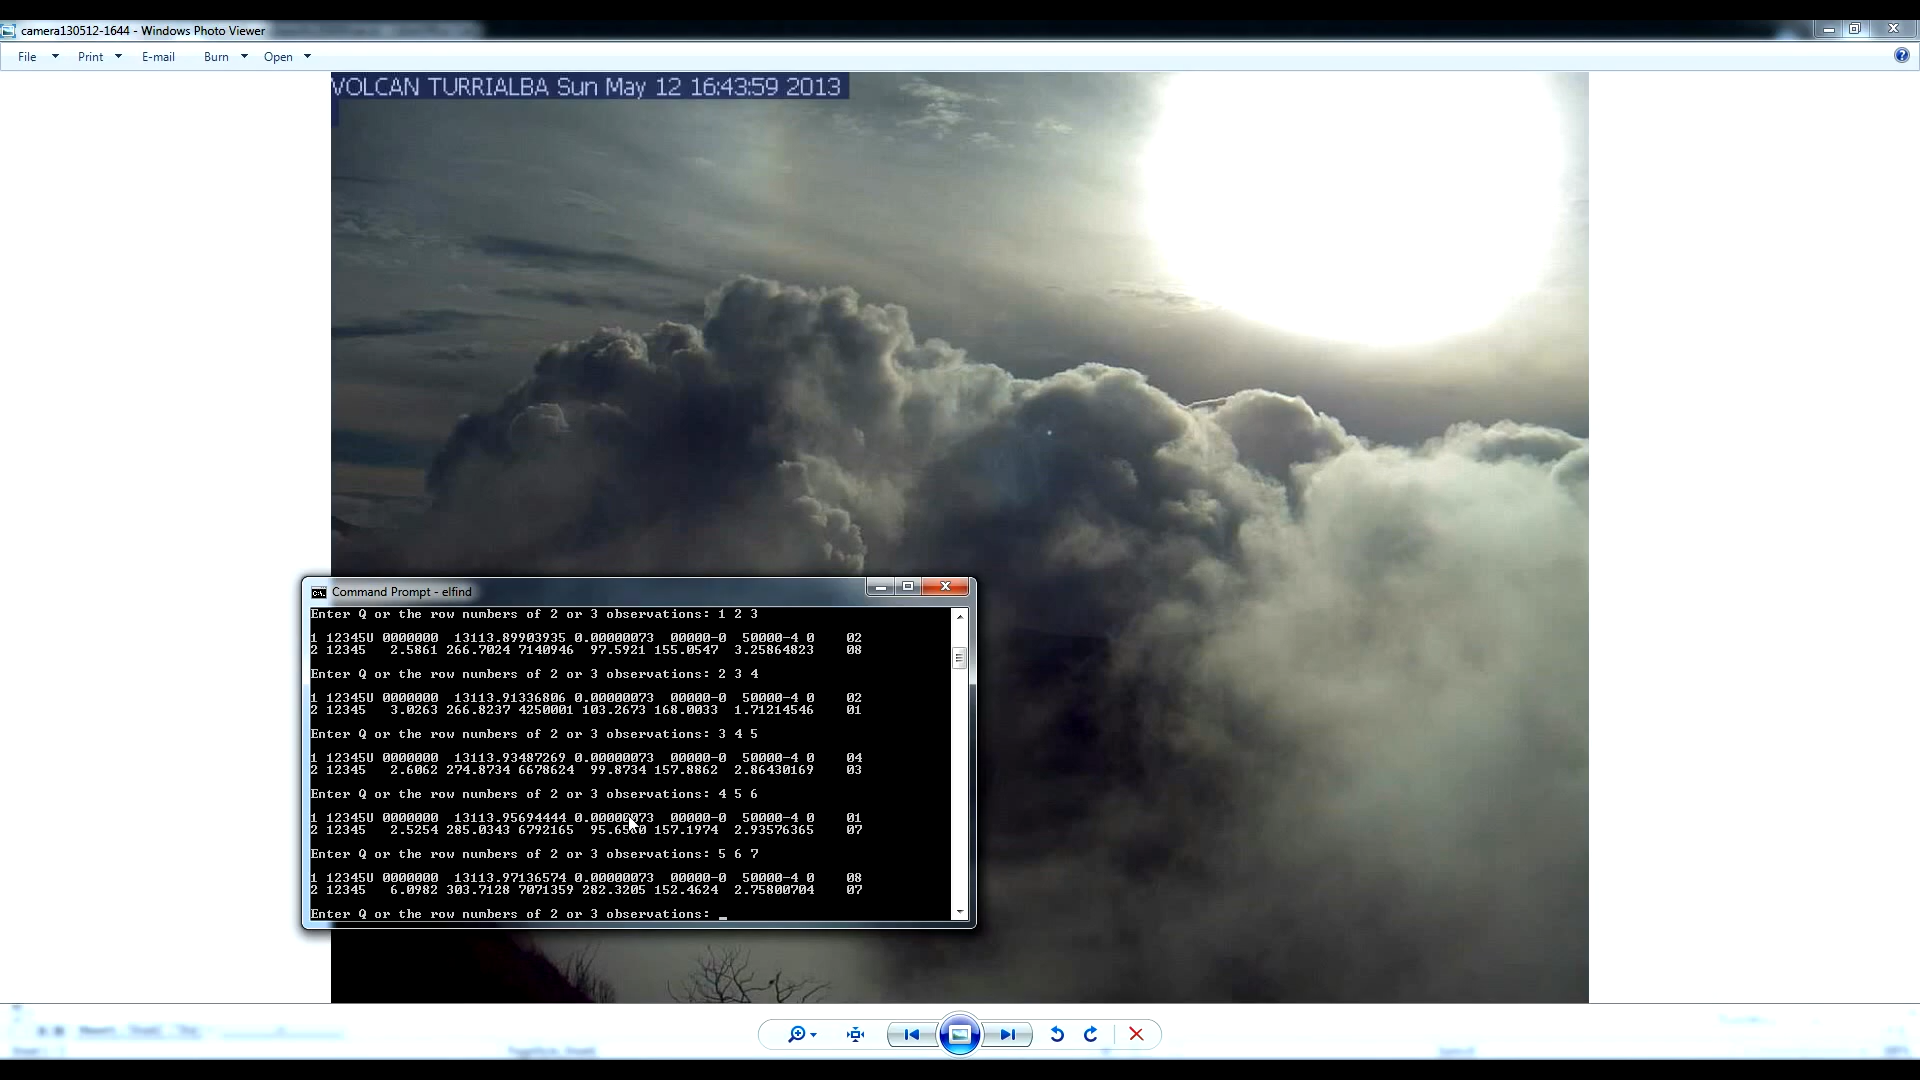 camera130512-1644 - Windows Photo Viewer
File Print E-mail Burn Open
VOLCAN TURRIALBA Sun May 12 16:43:59 2013
Command Prompt - elfind
Enter Q or the row numbers of 2 or 3 observations: 1 2 3
1 12345U 0000000  13113.89903935 0.00000073  00000-0  50000-4 0    02
2 12345   2.5861 266.7024 7140946  97.5921 155.0547  3.25864823    08
Enter Q or the row numbers of 2 or 3 observations: 2 3 4
1 12345U 0000000  13113.91336806 0.00000073  00000-0  50000-4 0    02
2 12345   3.0263 266.8237 4250001 103.2673 168.0033  1.71214546    01
Enter Q or the row numbers of 2 or 3 observations: 3 4 5
1 12345U 0000000  13113.93487269 0.00000073  00000-0  50000-4 0    04
2 12345   2.6062 274.8734 6678624  99.8734 157.8862  2.86430169    03
Enter Q or the row numbers of 2 or 3 observations: 4 5 6
1 12345U 0000000  13113.95694444 0.00000073  00000-0  50000-4 0    01
2 12345   2.5254 285.0343 6792165 157.1974  2.93576365    07
Enter Q or the row numbers of 2 or 3 observations: 5 6 7
1 12345U 0000000  13113.97136574 0.00000073  00000-0  50000-4 0    08
2 12345   6.0982 303.7128 7071359 282.3205 152.4624  2.75800704    07
Enter Q or the row numbers of 2 or 3 observations: _